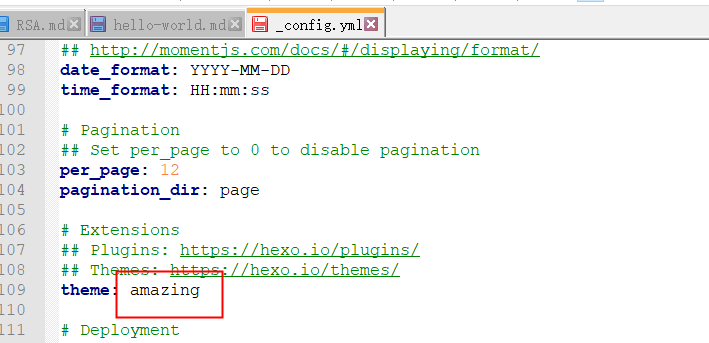 RSA.md hello-world.md _config.yml
97 ## http://momentjs.com/docs/#/displaying/format/
98 date_format: YYYY-MM-DD
99 time_format: HH:mm:ss
100
101 # Pagination
102 ## Set per_page to 0 to disable pagination
103 per_page: 12
104 pagination_dir: page
105
106 # Extensions
107 ## Plugins: https://hexo.io/plugins/
108 ## Themes: https://hexo.io/themes/
109 theme: amazing
110
111 # Deployment